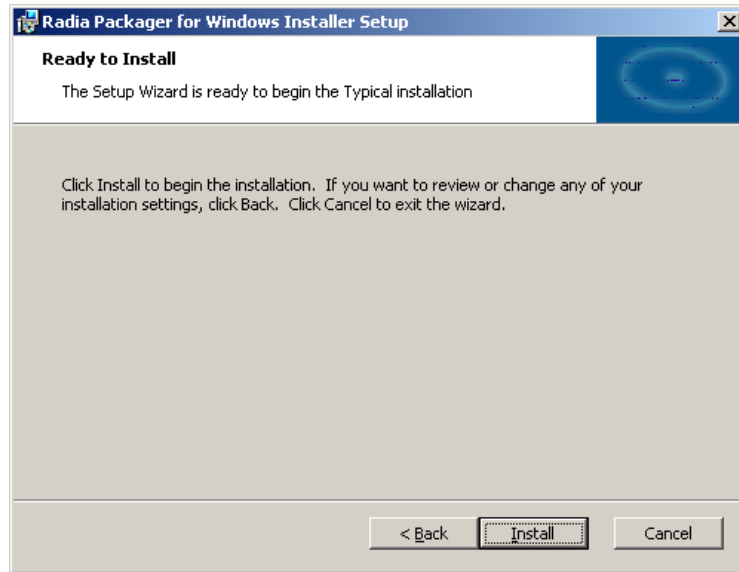 Radia Packager for Windows Installer Setup
Ready to Install
The Setup Wizard is ready to begin the Typical installation
Click Install to begin the installation.  If you want to review or change any of your
installation settings, click Back.  Click Cancel to exit the wizard.
< Back Install Cancel